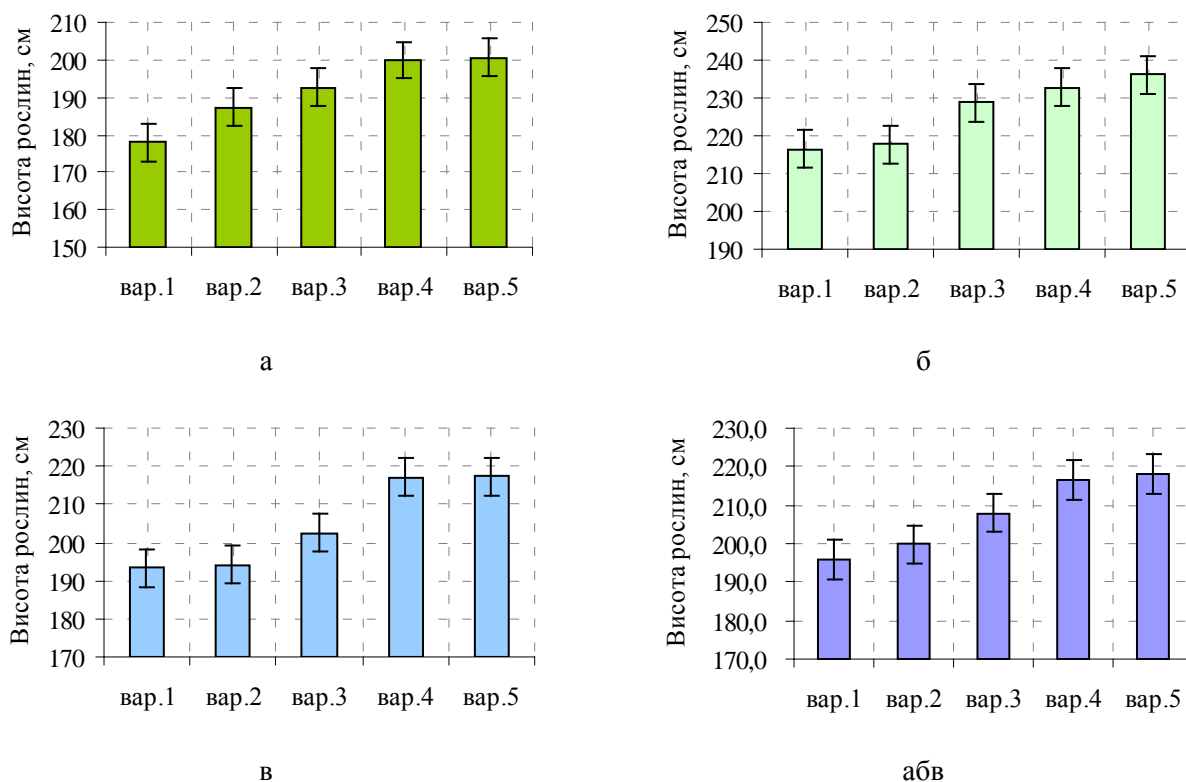 Висота рослин, см
210
200
190
180
170
160
150
вар.1 вар.2 вар.3 вар.4 вар.5
а
Висота рослин, см
250
240
230
220
210
200
190
вар.1 вар.2 вар.3 вар.4 вар.5
б
Висота рослин, см
230
220
210
200
190
180
170
вар.1 вар.2 вар.3 вар.4 вар.5
в
Висота рослин, см
230,0
220,0
210,0
200,0
190,0
180,0
170,0
вар.1 вар.2 вар.3 вар.4 вар.5
абв